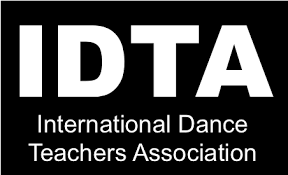 IDTA
International Dance
Teachers Association